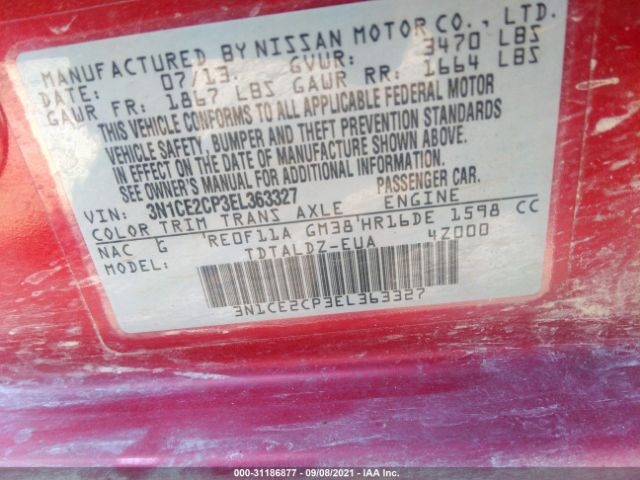 MANUFACTURED BY NISSAN MOTOR CO., LTD.
DATE: 07/13 GVWR: 3470 LBS
GAWR FR: 1867 LBS GAWR RR: 1664 LBS
THIS VEHICLE CONFORMS TO ALL APPLICABLE FEDERAL MOTOR
VEHICLE SAFETY, BUMPER AND THEFT PREVENTION STANDARDS
IN EFFECT ON THE DATE OF MANUFACTURE SHOWN ABOVE.
SEE OWNER'S MANUAL FOR ADDITIONAL INFORMATION.
VIN: 3N1CE2CP3EL363327 PASSENGER CAR.
COLOR TRIM TRANS AXLE ENGINE
NAC G RE0F11A GM38 HR16DE 1598 CC
MODEL: TDTALDZ-EUA 4Z000
3N1CE2CP3EL363327
000-31186877 - 09/08/2021 - IAA Inc.